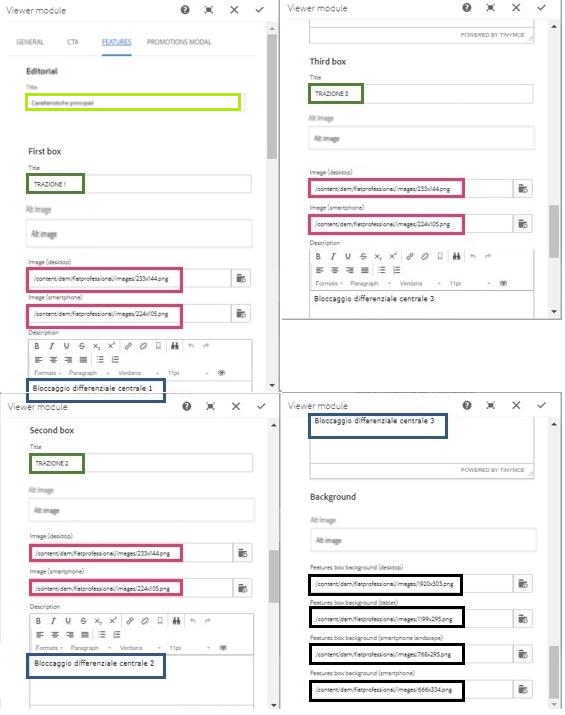 Viewer module
GENERAL CTA FEATURES PROMOTIONS MODAL
Editorial
Title
Caratteristiche principali
First box
Title
TRAZIONE 1
Alt Image
Alt image
Image (desktop)
/content/dam/fiatprofessional/images/233x144.png
Image (smartphone)
/content/dam/fiatprofessional/images/224x105.png
Description
Formats Paragraph Verdana 11pt
Bloccaggio differenziale centrale 1
Viewer module
POWERED BY TINYMCE
Third box
Title
TRAZIONE 3
Alt Image
Alt image
Image (desktop)
/content/dam/fiatprofessional/images/233x144.png
Image (smartphone)
/content/dam/fiatprofessional/images/224x105.png
Description
Formats Paragraph Verdana 11pt
Bloccaggio differenziale centrale 3
Viewer module
Second box
Title
TRAZIONE 2
Alt Image
Alt image
Image (desktop)
/content/dam/fiatprofessional/images/233x144.png
Image (smartphone)
/content/dam/fiatprofessional/images/224x105.png
Description
Formats Paragraph Verdana 11pt
Bloccaggio differenziale centrale 2
Viewer module
Bloccaggio differenziale centrale 3
POWERED BY TINYMCE
Background
Alt Image
Alt image
Features box background (desktop)
/content/dam/fiatprofessional/images/1920x303.png
Features box background (tablet)
/content/dam/fiatprofessional/images/1199x295.png
Features box background (smartphone landscape)
/content/dam/fiatprofessional/images/768x295.png
Features box background (smartphone)
/content/dam/fiatprofessional/images/666x334.png